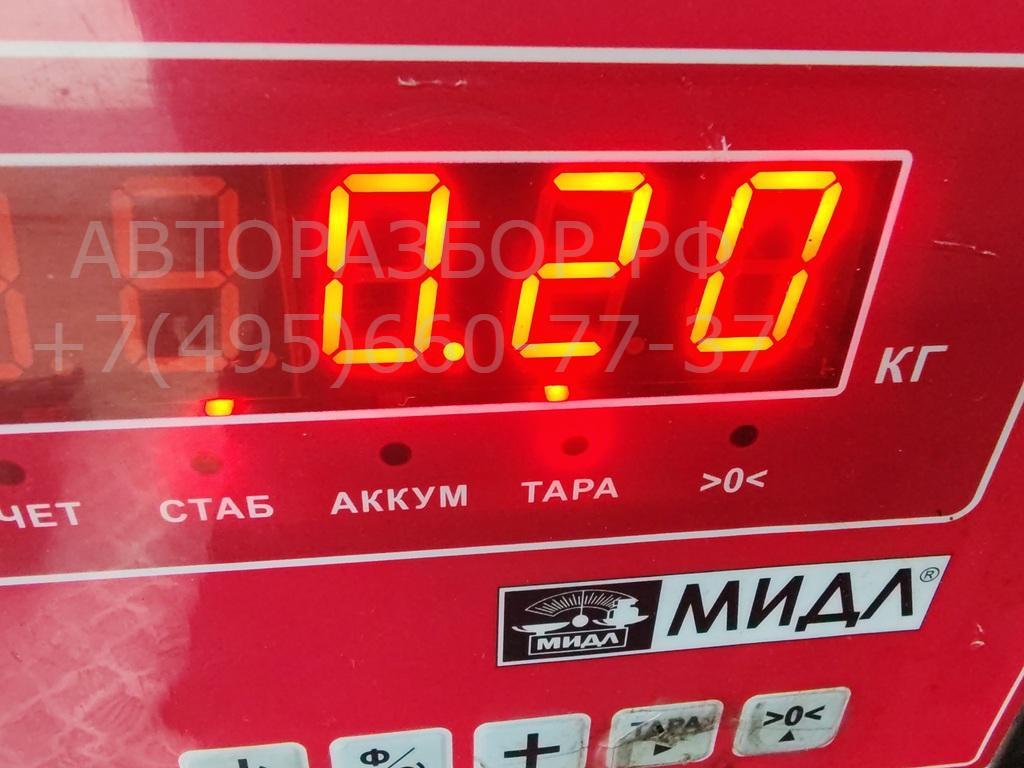 0.20
КГ
АВТОРАЗБОР.РФ
+7(495)660-77-37
ЧЕТ СТАБ АККУМ ТАРА >0<
МИДЛ МИДЛ®
Ф/ + ТАРА >0<